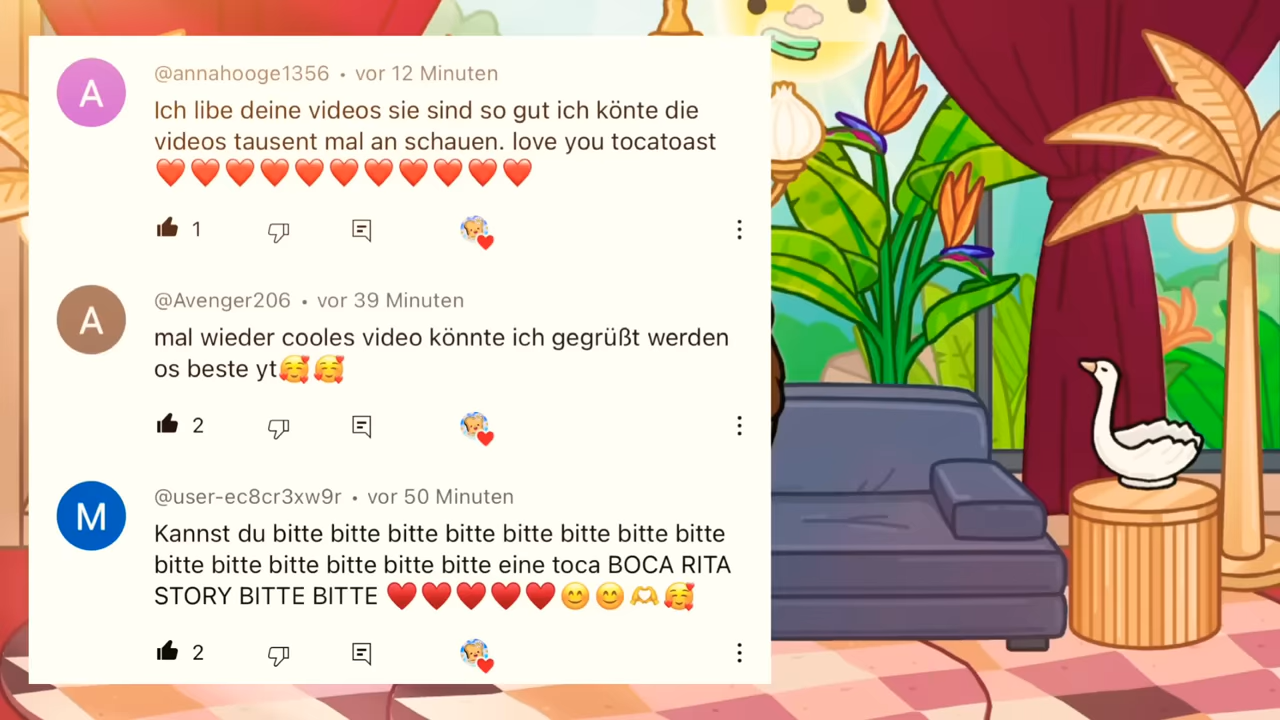 A
@annahooge1356 • vor 12 Minuten
Ich libe deine videos sie sind so gut ich könte die
videos tausent mal an schauen. love you tocatoast
❤️❤️❤️❤️❤️❤️❤️❤️❤️❤️❤️
1
A
@Avenger206 • vor 39 Minuten
mal wieder cooles video könnte ich gegrüßt werden
os beste yt🥰🥰
2
M
@user-ec8cr3xw9r • vor 50 Minuten
Kannst du bitte bitte bitte bitte bitte bitte bitte bitte
bitte bitte bitte bitte bitte bitte eine toca BOCA RITA
STORY BITTE BITTE ❤️❤️❤️❤️❤️😊😊🫶🥰
2